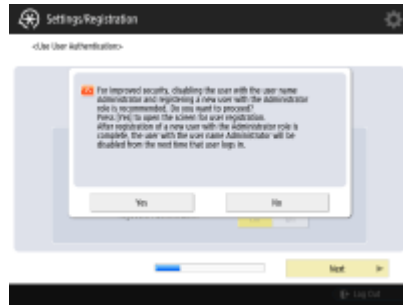 Settings/Registration
<Use User Authentication>
For improved security, disabling the user with the user name
Administrator and registering a new user with the Administrator
role is recommended. Do you want to proceed?
Press [Yes] to open the screen for user registration.
After registration of a new user with the Administrator role is
complete, the user with the user name Administrator will be
disabled from the next time that user logs in.
Yes
No
Next
Log Out